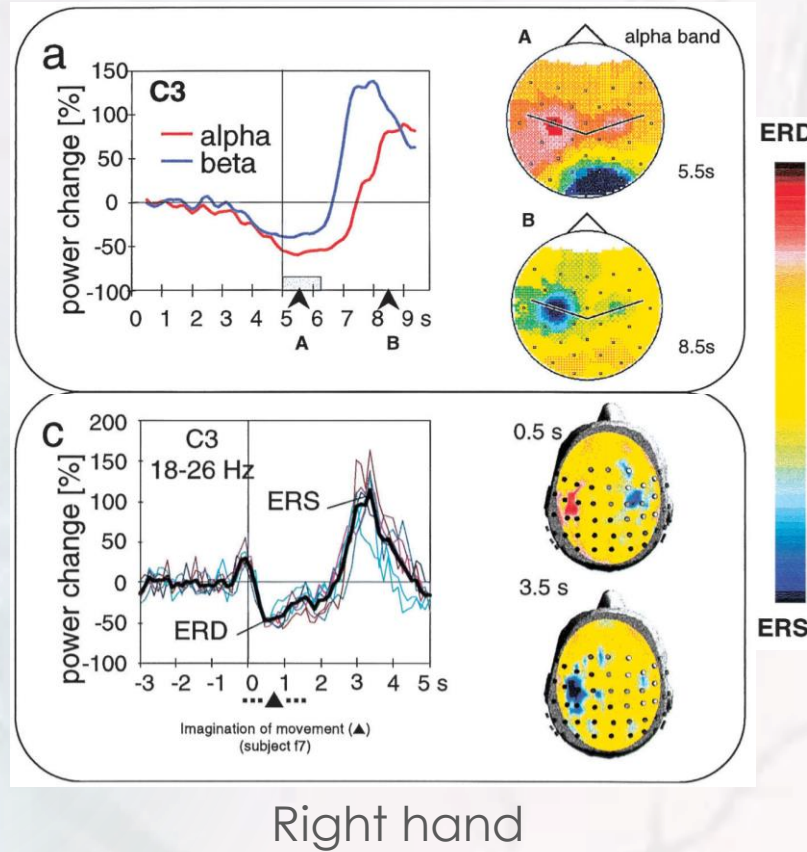 a
C3
alpha
beta
power change [%]
150
100
50
0
-50
-100
0 1 2 3 4 5 6 7 8 9 s
A B
A alpha band
5.5s
B
8.5s
ERD
ERS
c
C3
18-26 Hz
ERS
ERD
power change [%]
200
150
100
50
0
-50
-100
-3 -2 -1 0 1 2 3 4 5 s
Imagination of movement (▲)
(subject f7)
0.5 s
3.5 s
Right hand